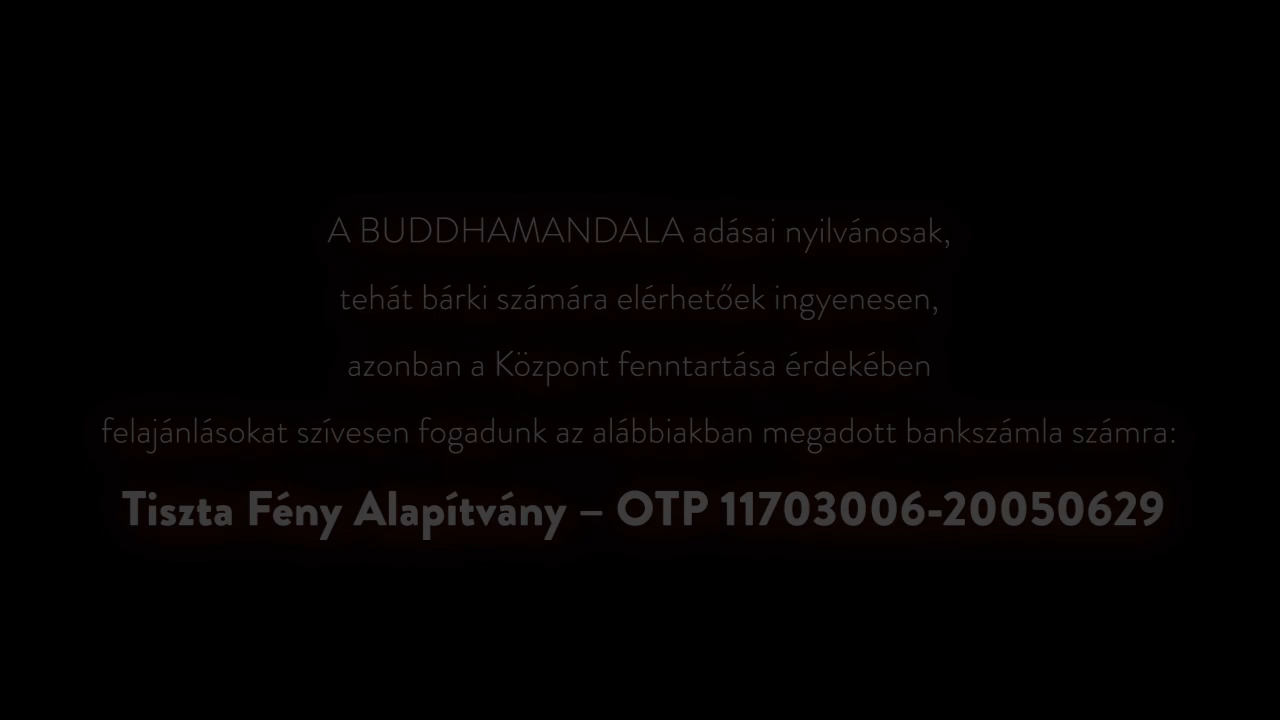 A BUDDHAMANDALA adásai nyilvánosak,
tehát bárki számára elérhetőek ingyenesen,
azonban a Központ fenntartása érdekében
felajánlásokat szívesen fogadunk az alábbiakban megadott bankszámla számra:
Tiszta Fény Alapítvány – OTP 11703006-20050629